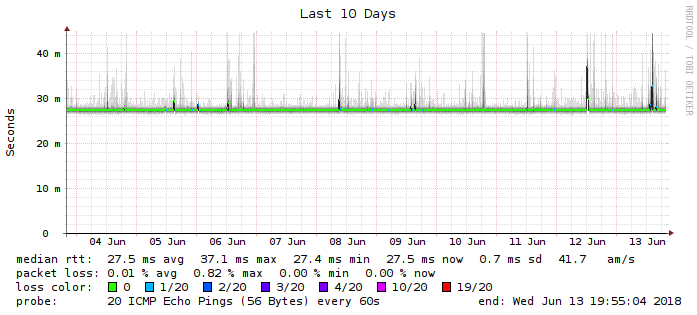 Last 10 Days
RRDTOOL / TOBI OETIKER
Seconds
40 m
30 m
20 m
10 m
0
04 Jun 05 Jun 06 Jun 07 Jun 08 Jun 09 Jun 10 Jun 11 Jun 12 Jun 13 Jun
median rtt: 27.5 ms avg 37.1 ms max 27.4 ms min 27.5 ms now 0.7 ms sd 41.7 am/s
packet loss: 0.01 % avg 0.82 % max 0.00 % min 0.00 % now
loss color: 0 1/20 2/20 3/20 4/20 10/20 19/20
probe: 20 ICMP Echo Pings (56 Bytes) every 60s end: Wed Jun 13 19:55:04 2018